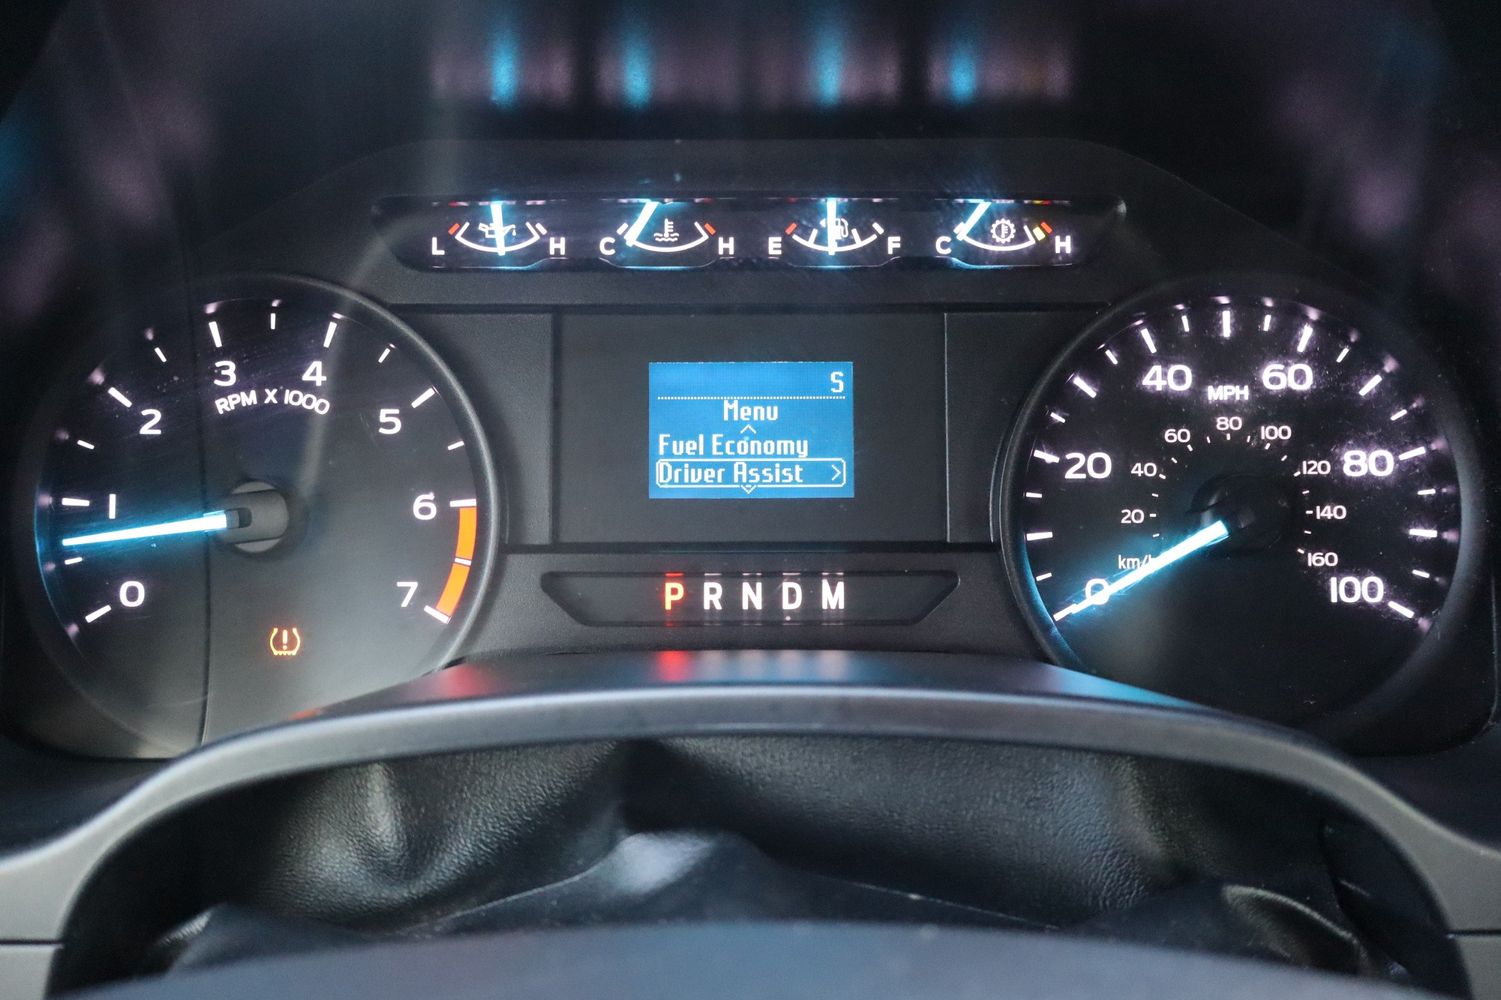 L H C H E F C H
3 4
RPM X 1000
2 5
1 6
0 7
S
Menu
Fuel Economy
Driver Assist >
P R N D M
40 60
MPH
20 80
0 100
80
60 100
40 120
20 140
km/h 160